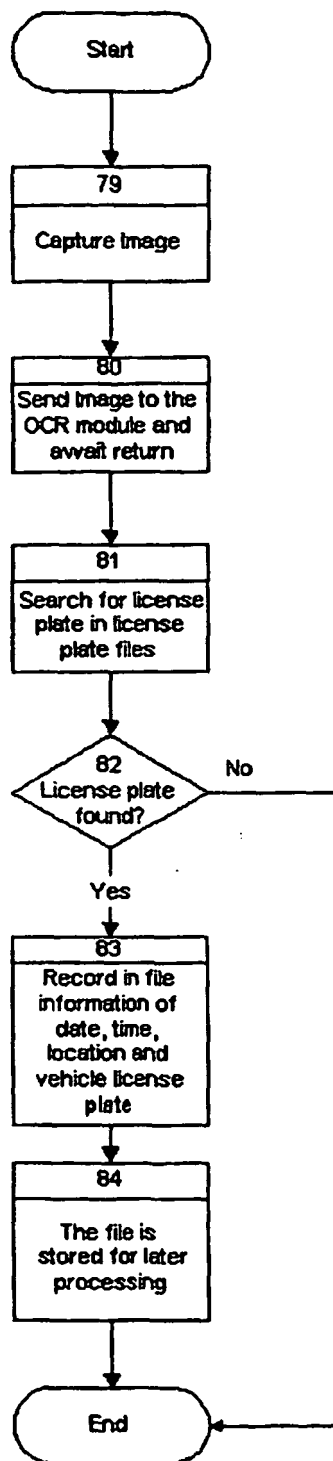 Start
79
Capture Image
80
Send Image to the
OCR module and
await return
81
Search for license
plate in license
plate files
82
License plate
found?
No
Yes
83
Record in file
information of
date, time,
location and
vehicle license
plate
84
The file is
stored for later
processing
End